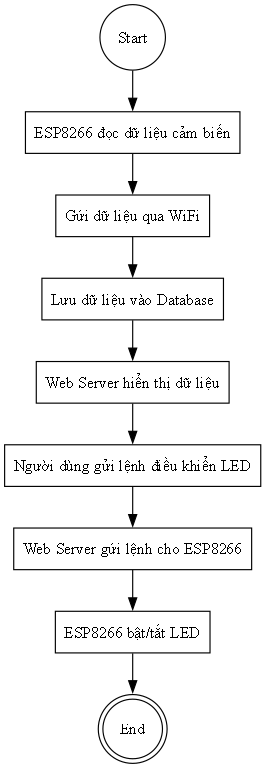 Start
ESP8266 đọc dữ liệu cảm biến
Gửi dữ liệu qua WiFi
Lưu dữ liệu vào Database
Web Server hiển thị dữ liệu
Người dùng gửi lệnh điều khiển LED
Web Server gửi lệnh cho ESP8266
ESP8266 bật/tắt LED
End